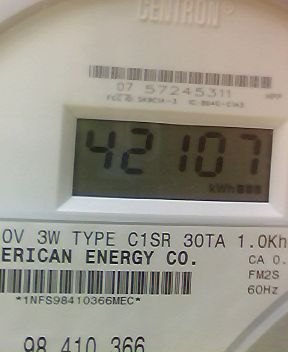 CENTRON®
07 57245311
42107
kWh
0V 3W TYPE C1SR 30TA 1.0Kh
ERICAN ENERGY CO.
CA 0.
FM2S
60Hz
*1NFS98410366MEC*
98 410 366